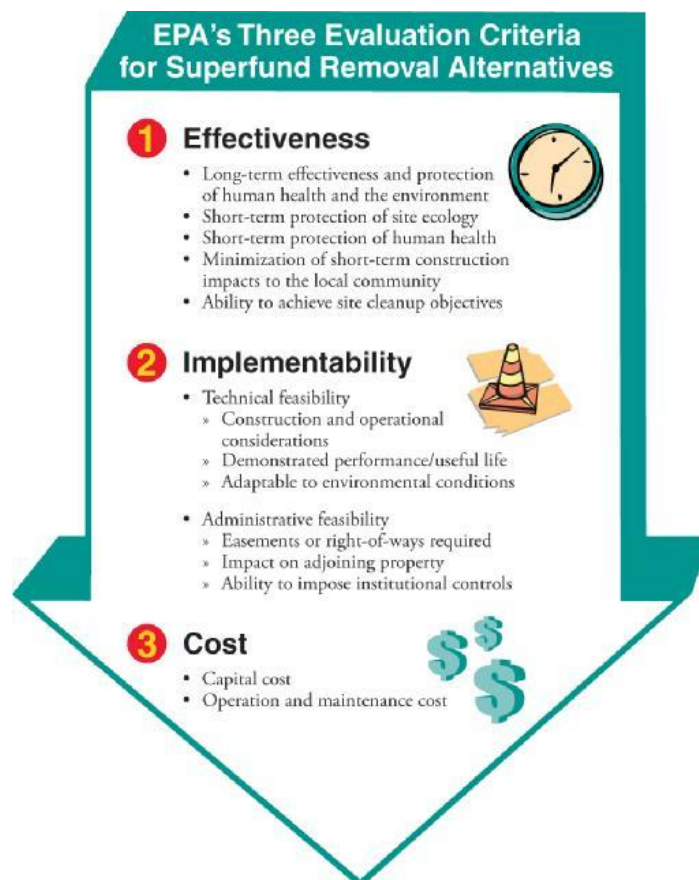 EPA's Three Evaluation Criteria
for Superfund Removal Alternatives
1 Effectiveness
• Long-term effectiveness and protection
of human health and the environment
• Short-term protection of site ecology
• Short-term protection of human health
• Minimization of short-term construction
impacts to the local community
• Ability to achieve site cleanup objectives
2 Implementability
• Technical feasibility
» Construction and operational
considerations
» Demonstrated performance/useful life
» Adaptable to environmental conditions
• Administrative feasibility
» Easements or right-of-ways required
» Impact on adjoining property
» Ability to impose institutional controls
3 Cost
• Capital cost
• Operation and maintenance cost
$ $ $